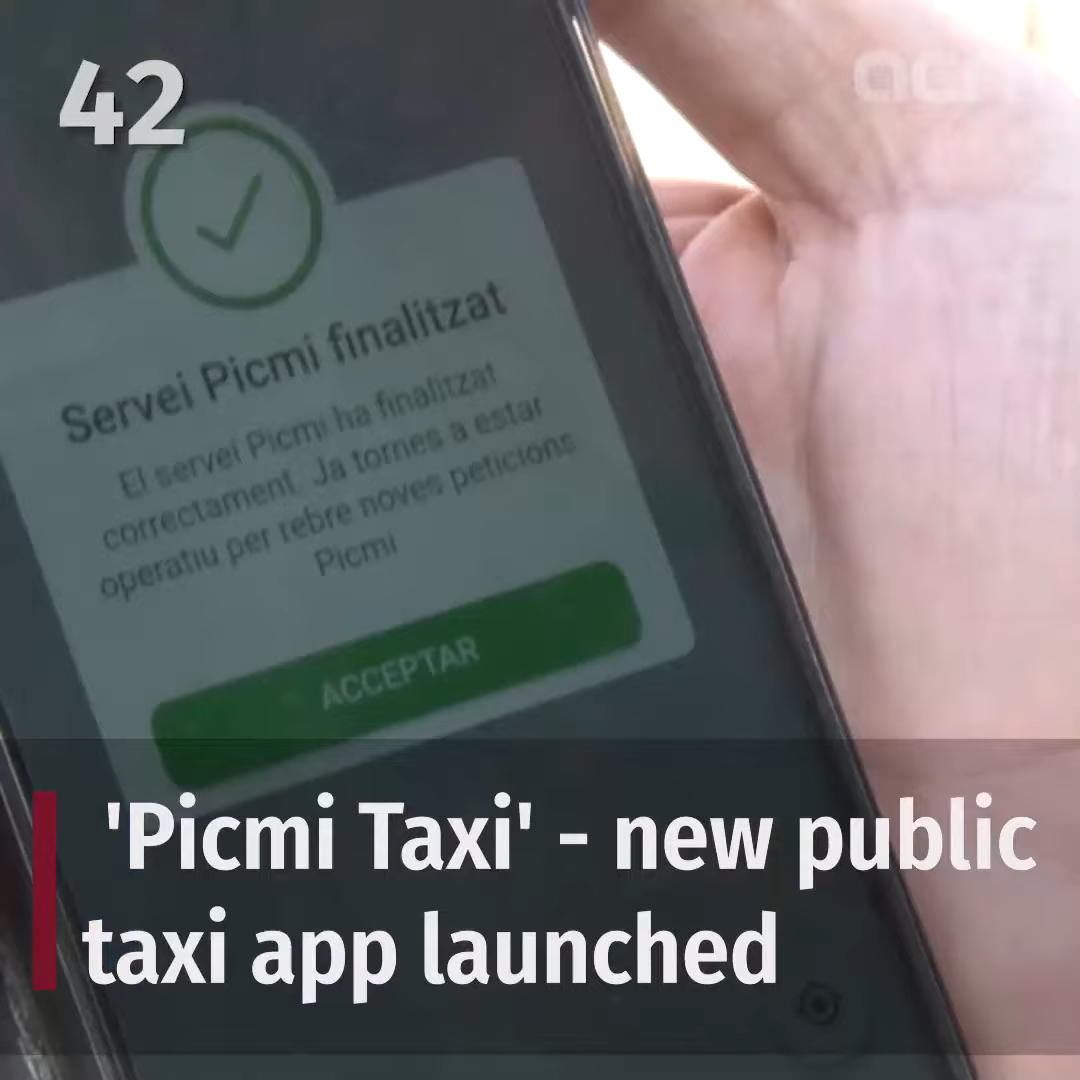 42
acn
Servei Picmi finalitzat
El servei Picmi ha finalitzat
correctament. Ja tornes a estar
operatiu per rebre noves peticions
Picmi
ACCEPTAR
'Picmi Taxi' - new public
taxi app launched